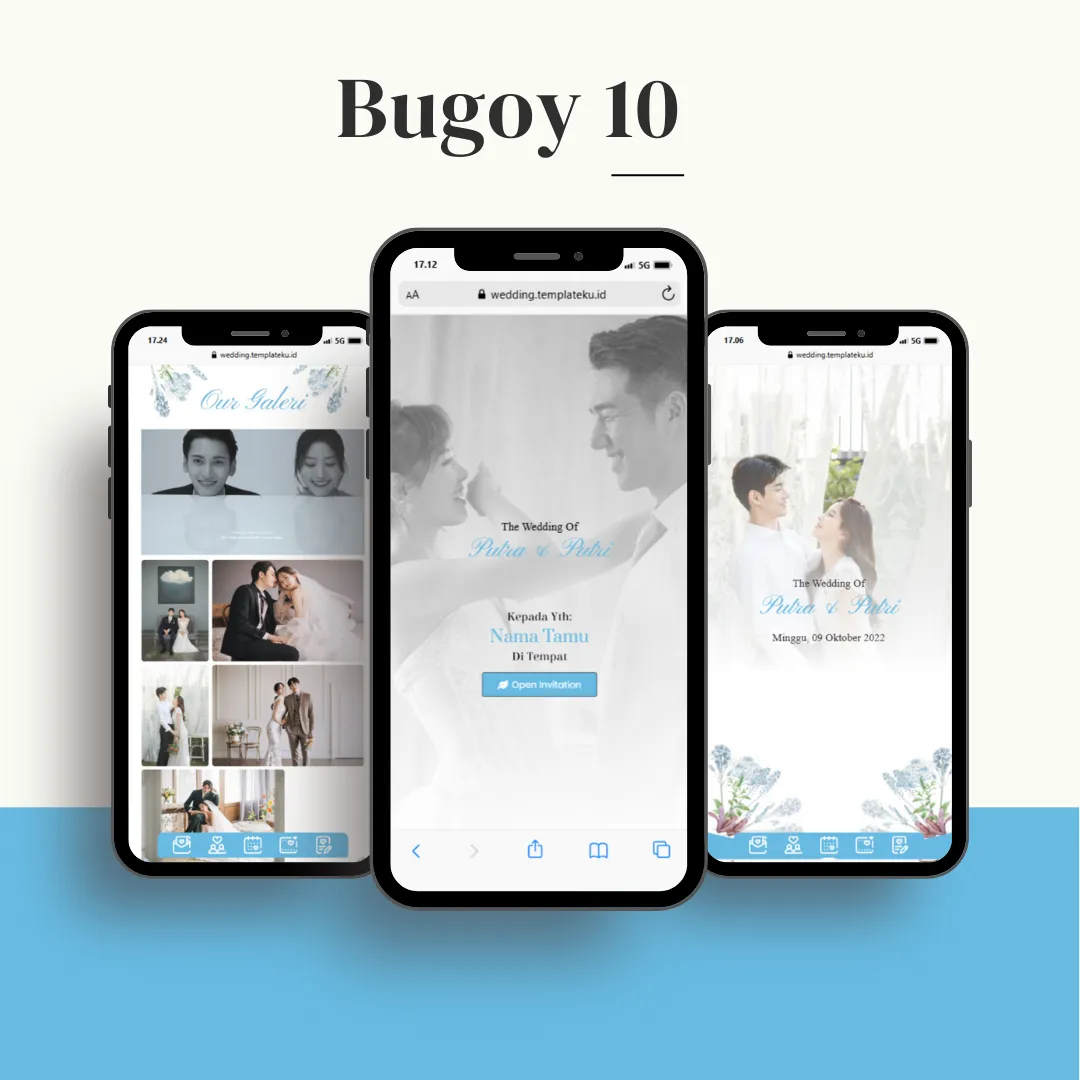 Bugoy 10
17.24
5G
wedding.templateku.id
Our Galeri
17.12
5G
AA
wedding.templateku.id
The Wedding Of
Putra & Putri
Kepada Yth:
Nama Tamu
Di Tempat
Open Invitation
17.06
5G
wedding.templateku.id
The Wedding Of
Putra & Putri
Minggu, 09 Oktober 2022